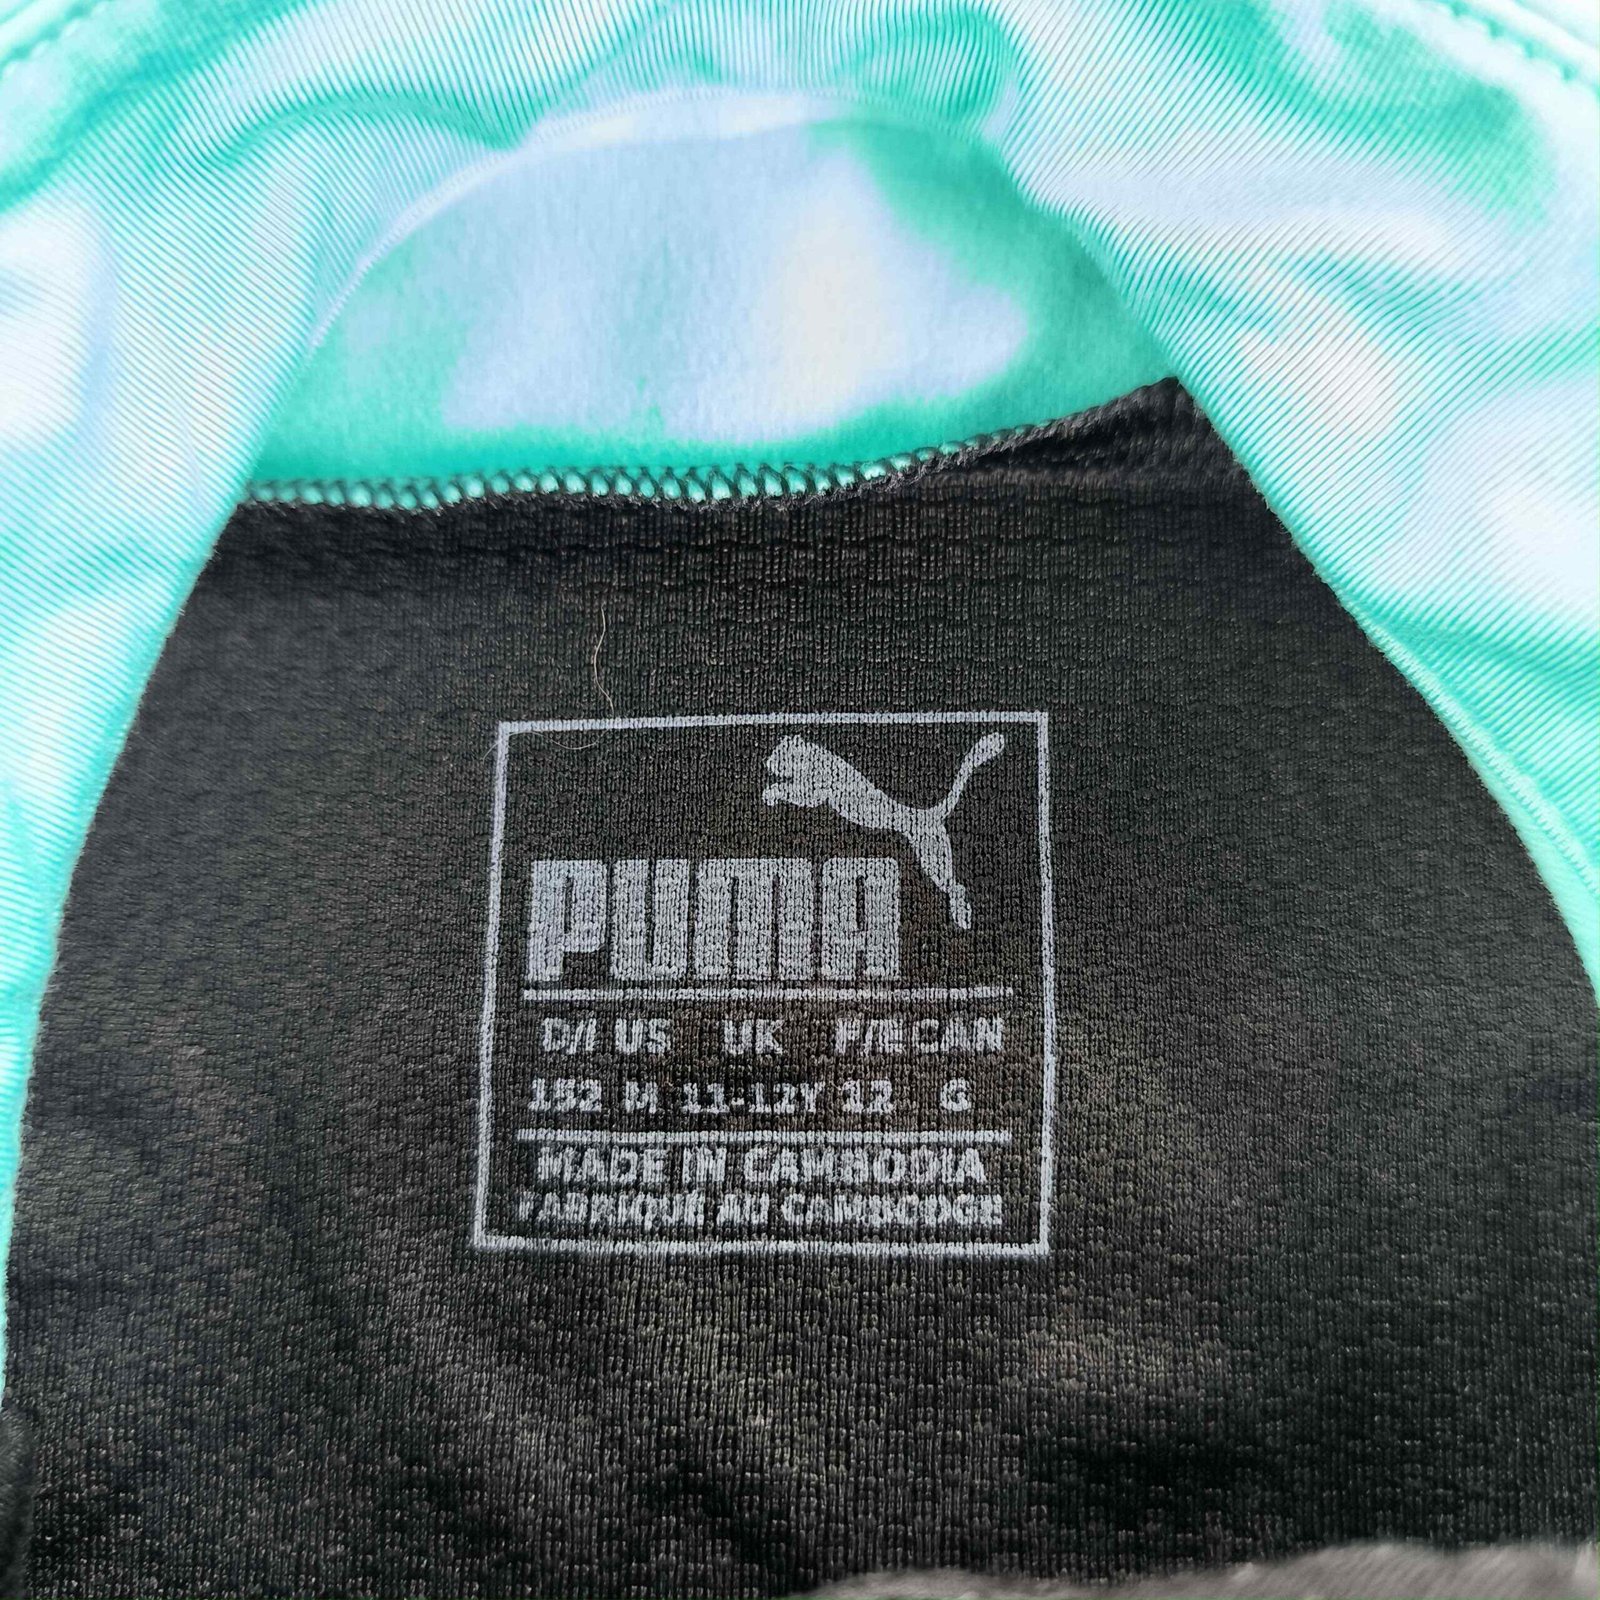 PUMA
D/I US UK F/E CAN
152 M 11-12Y 12 G
MADE IN CAMBODIA
FABRIQUÉ AU CAMBODGE